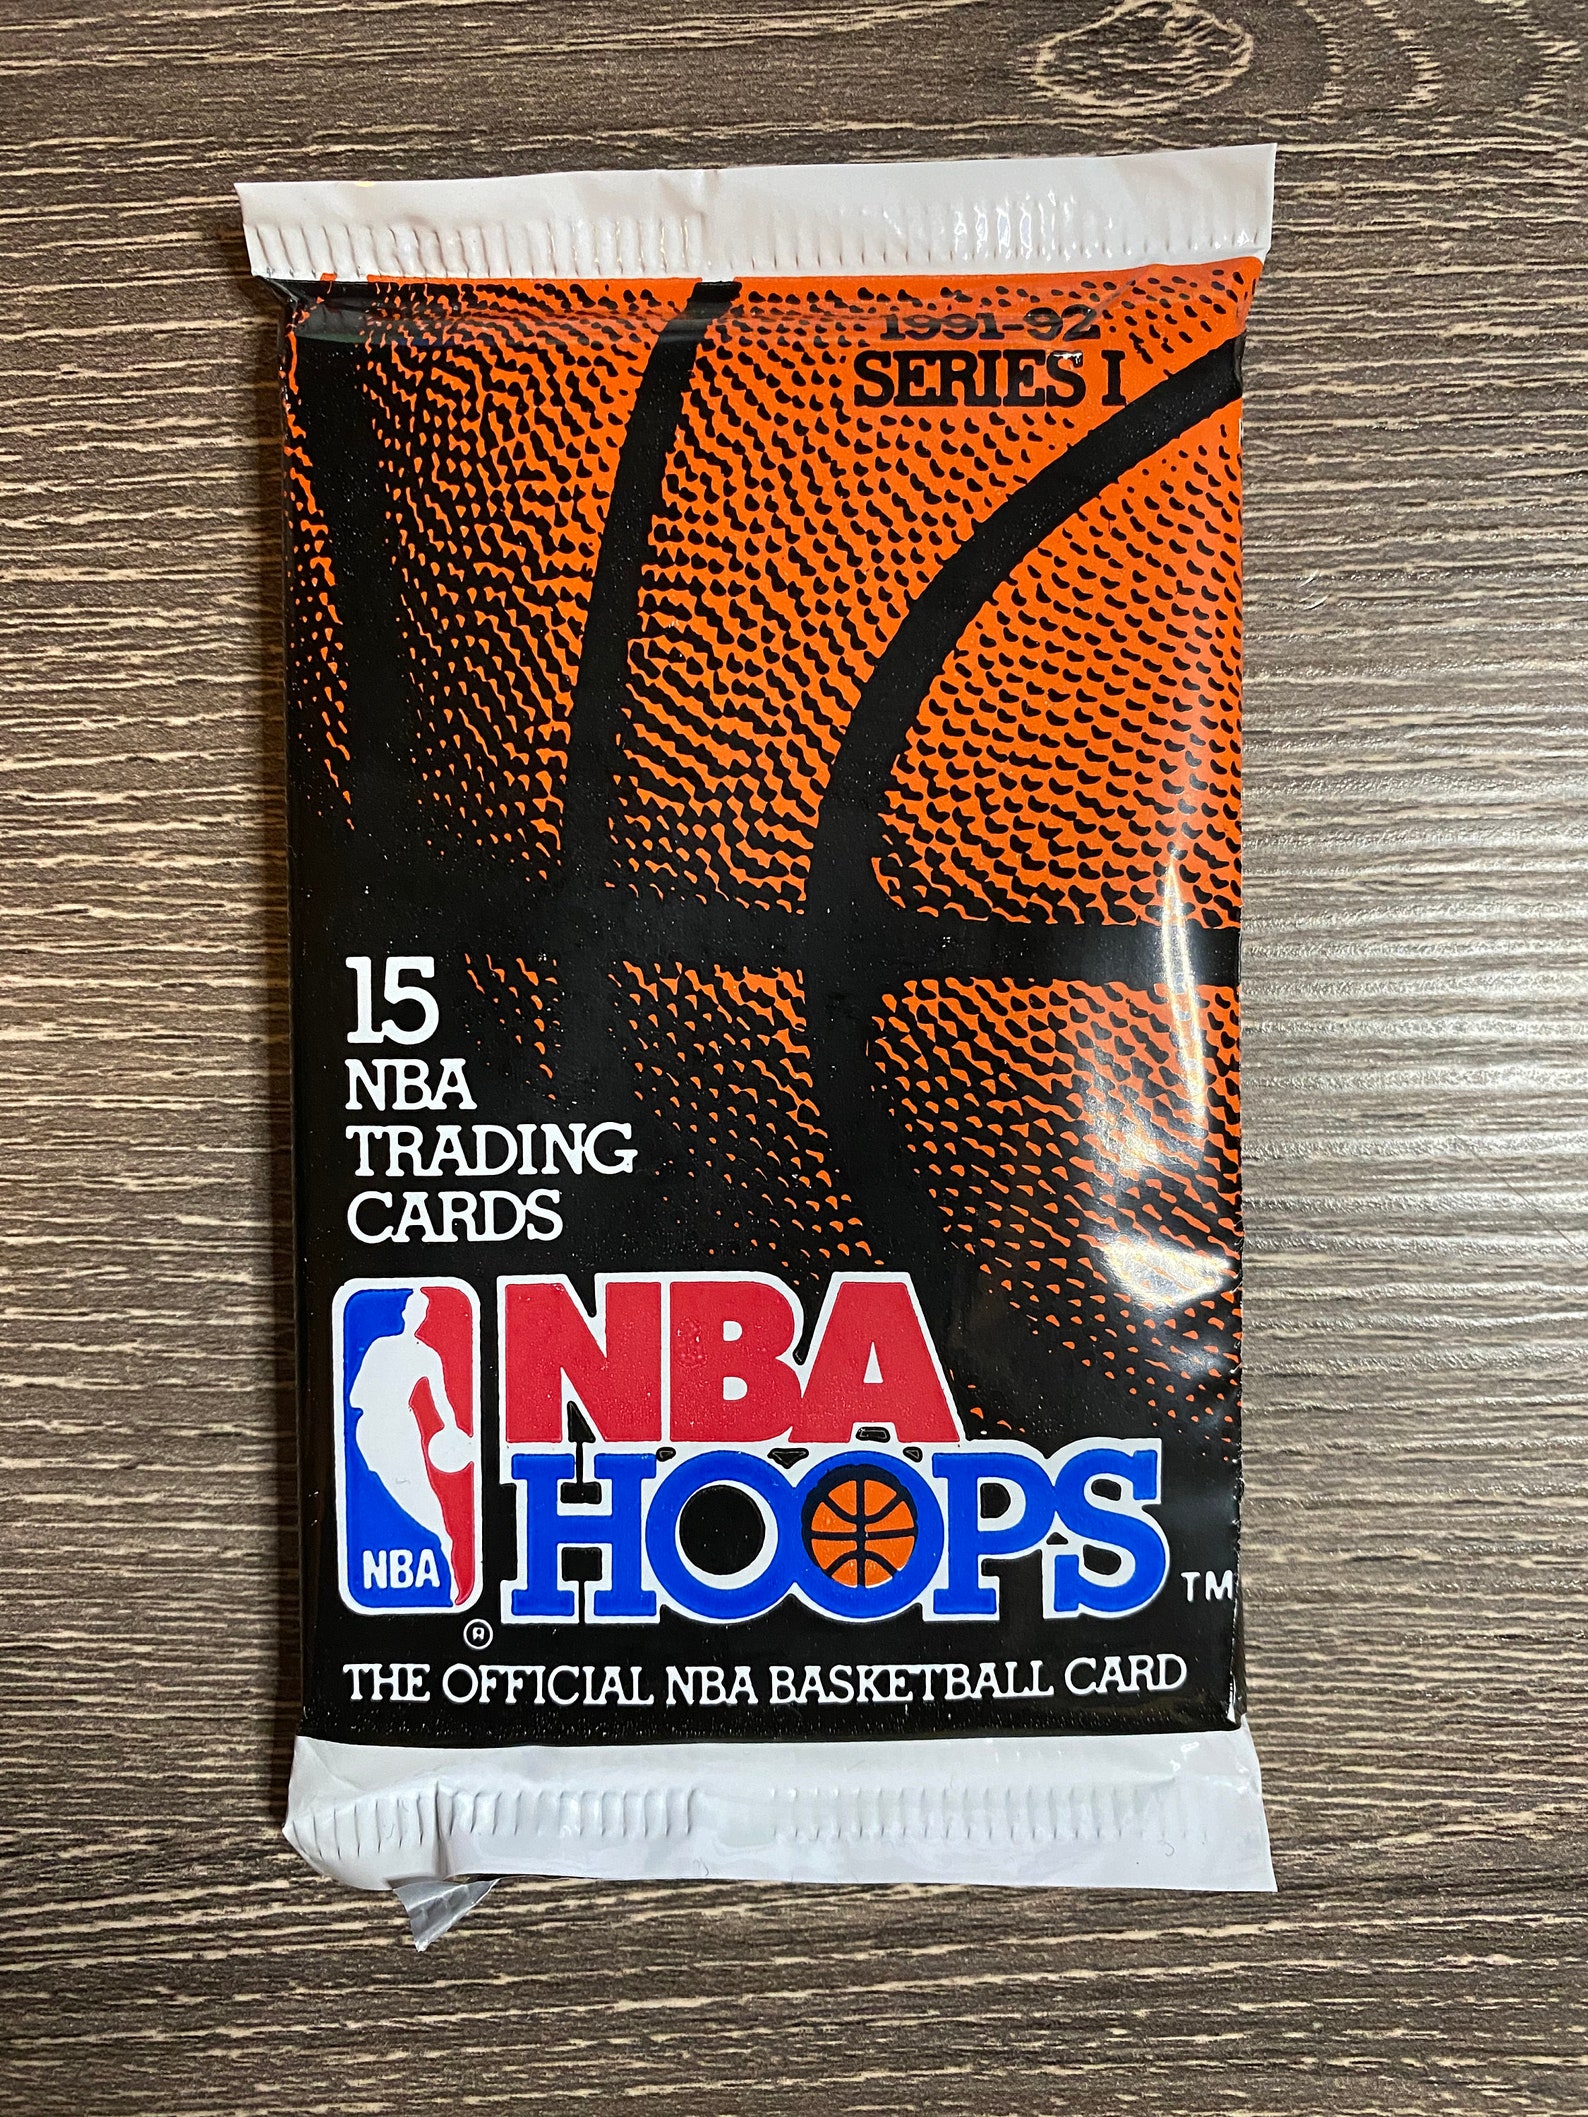 1991-92
SERIES I
15
NBA
TRADING
CARDS
NBA
HOOPS TM
NBA
®
THE OFFICIAL NBA BASKETBALL CARD